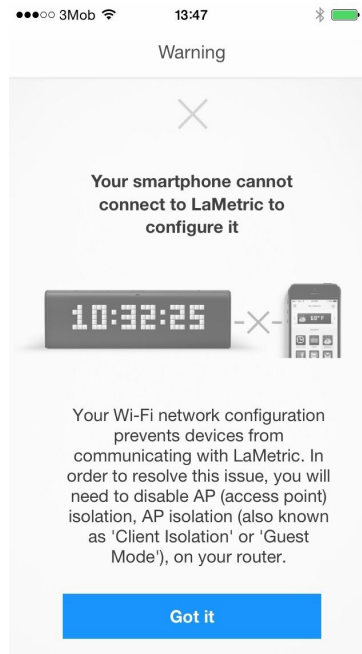 3Mob 13:47
Warning
Your smartphone cannot
connect to LaMetric to
configure it
10:32:25
Your Wi-Fi network configuration
prevents devices from
communicating with LaMetric. In
order to resolve this issue, you will
need to disable AP (access point)
isolation, AP isolation (also known
as 'Client Isolation' or 'Guest
Mode'), on your router.
Got it